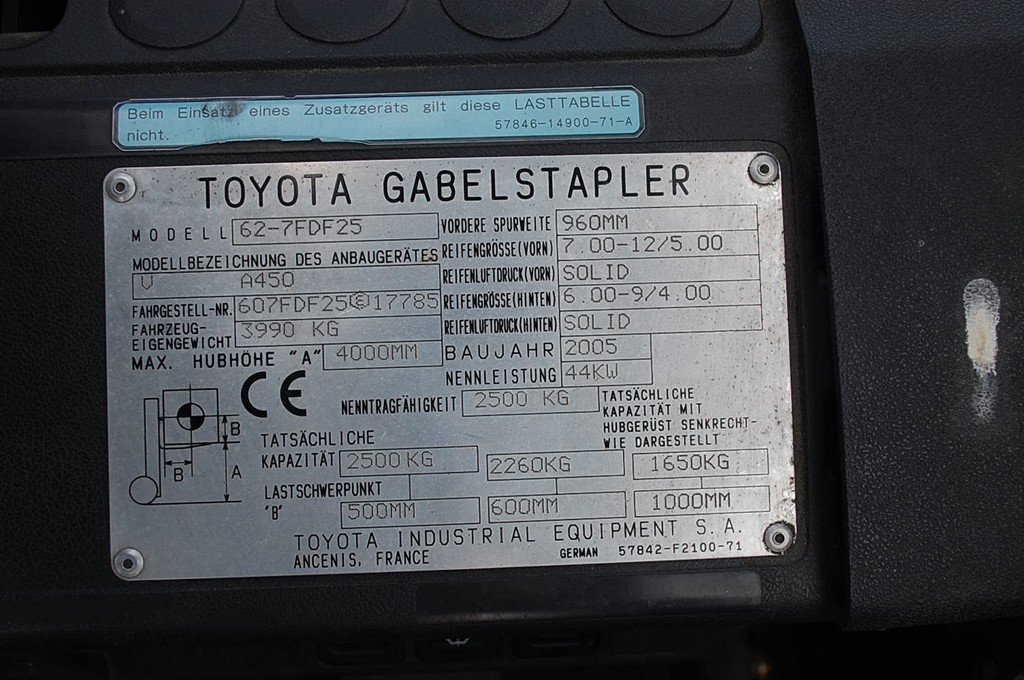 Beim Einsatz eines Zusatzgeräts gilt diese LASTTABELLE
nicht. 57846-14900-71-A
TOYOTA GABELSTAPLER
MODELL 62-7FDF25
MODELLBEZEICHNUNG DES ANBAUGERÄTES
V A450
FAHRGESTELL-NR. 607FDF25 17785
FAHRZEUG-
EIGENGEWICHT 3990 KG
MAX. HUBHÖHE "A" 4000MM
VORDERE SPURWEITE 960MM
REIFENGRÖSSE(VORN) 7.00-12/5.00
REIFENLUFTDRUCK(VORN) SOLID
REIFENGRÖSSE(HINTEN) 6.00-9/4.00
REIFENLUFTDRUCK(HINTEN) SOLID
BAUJAHR 2005
NENNLEISTUNG 44KW
CE
NENNTRAGFÄHIGKEIT 2500 KG
TATSÄCHLICHE
KAPAZITÄT MIT
HUBGERÜST SENKRECHT-
WIE DARGESTELLT
B
A
B
TATSÄCHLICHE
KAPAZITÄT 2500KG 2260KG 1650KG
LASTSCHWERPUNKT
"B" 500MM 600MM 1000MM
TOYOTA INDUSTRIAL EQUIPMENT S.A.
ANCENIS, FRANCE GERMAN 57842-F2100-71